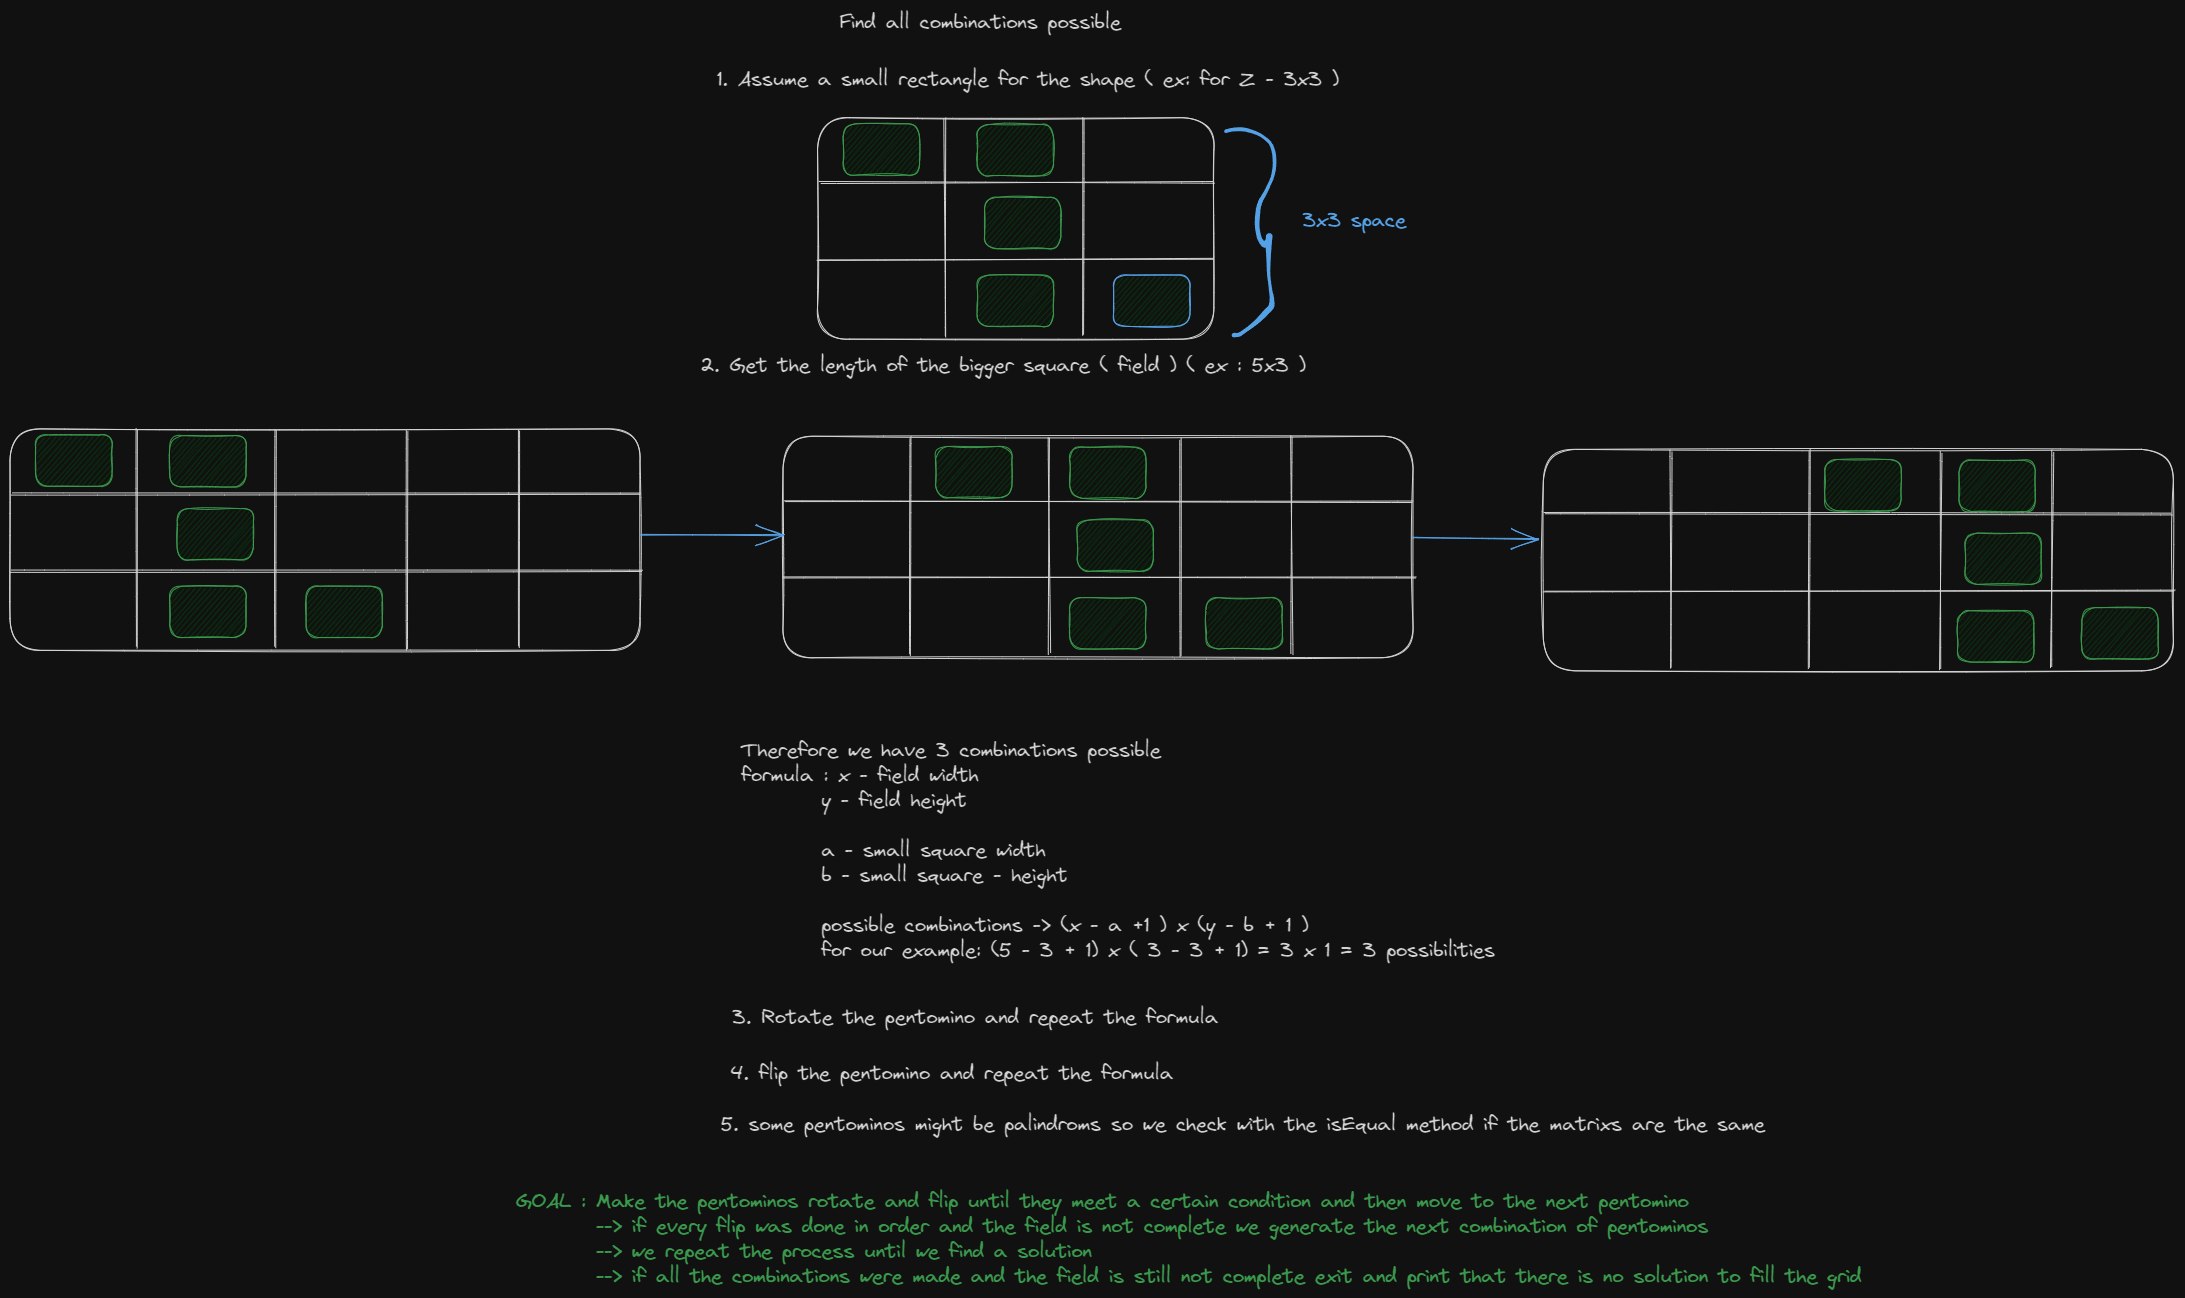 Find all combinations possible
1. Assume a small rectangle for the shape ( ex: for Z - 3x3 )
3x3 space
2. Get the length of the bigger square ( field ) ( ex : 5x3 )
Therefore we have 3 combinations possible
formula : x - field width
y - field height
a - small square width
b - small square - height
possible combinations -> (x - a +1 ) x (y - b + 1 )
for our example: (5 - 3 + 1) x ( 3 - 3 + 1) = 3 x 1 = 3 possibilities
3. Rotate the pentomino and repeat the formula
4. flip the pentomino and repeat the formula
5. some pentominos might be palindroms so we check with the isEqual method if the matrixs are the same
GOAL : Make the pentominos rotate and flip until they meet a certain condition and then move to the next pentomino
--> if every flip was done in order and the field is not complete we generate the next combination of pentominos
--> we repeat the process until we find a solution
--> if all the combinations were made and the field is still not complete exit and print that there is no solution to fill the grid